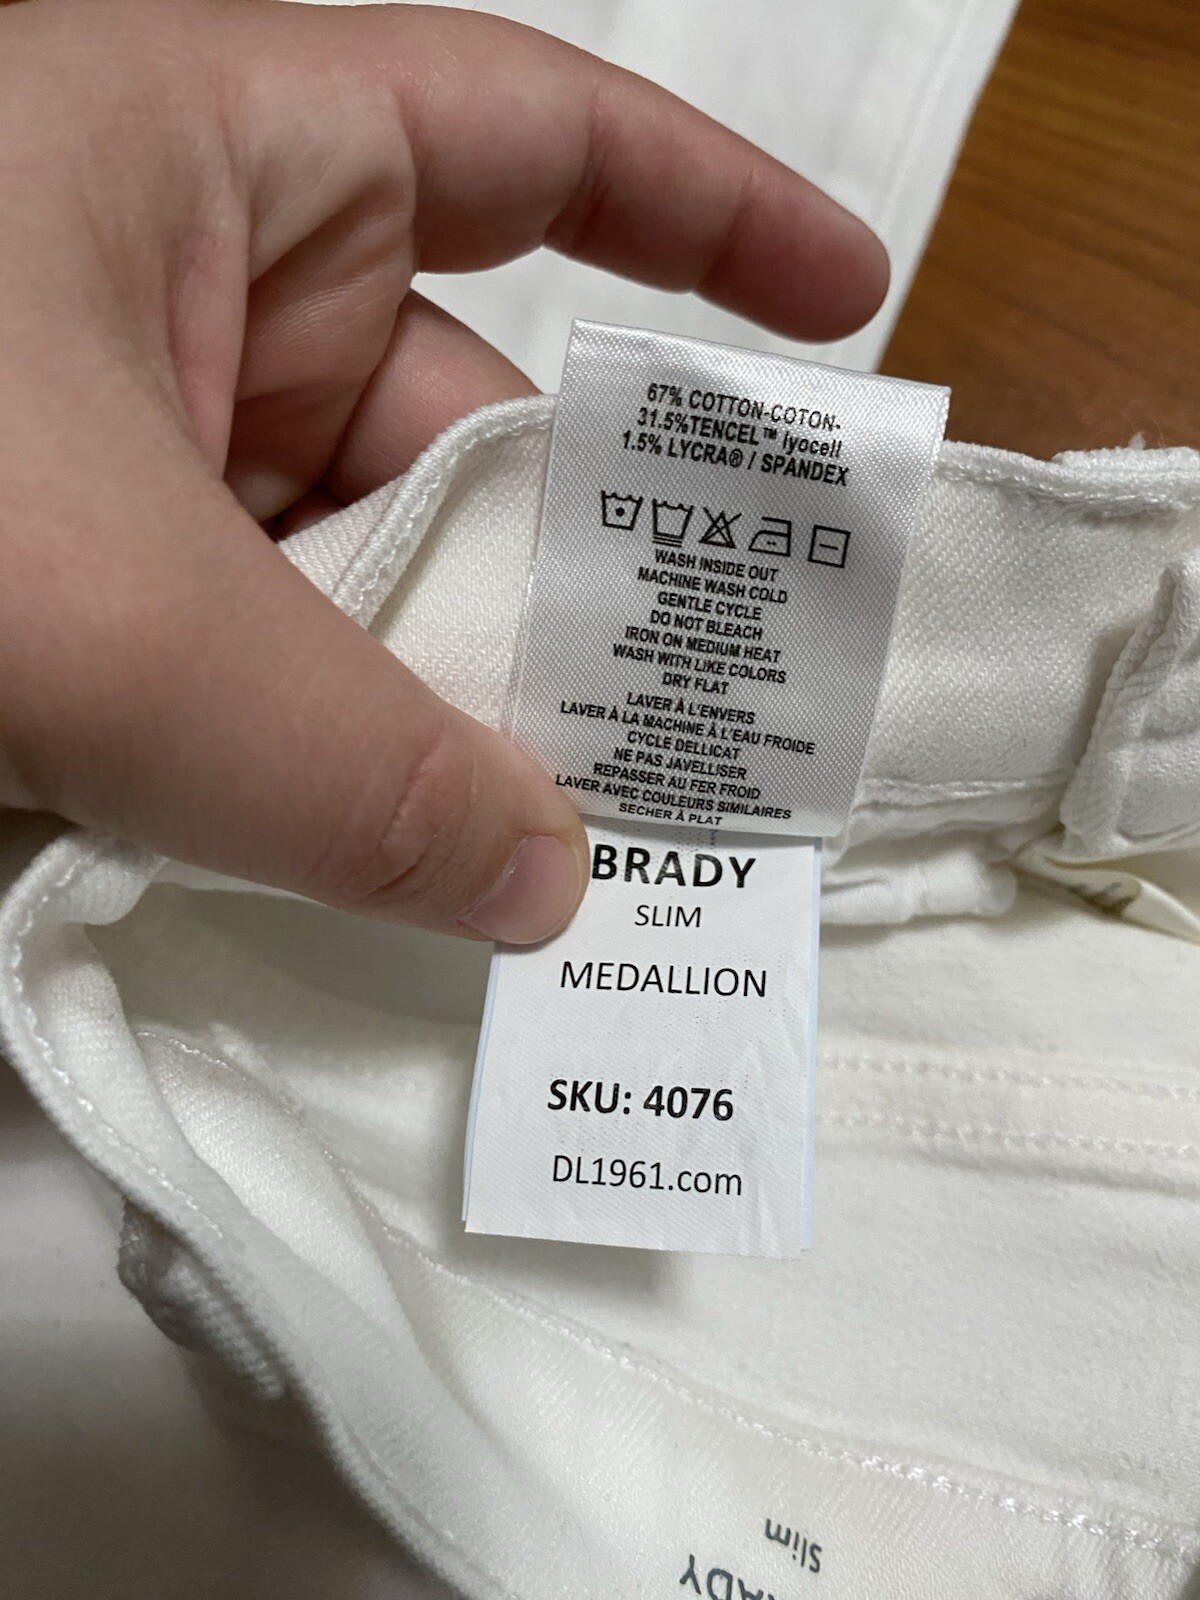 67% COTTON-COTON-
31.5%TENCEL™ lyocell
1.5% LYCRA® / SPANDEX
WASH INSIDE OUT
MACHINE WASH COLD
GENTLE CYCLE
DO NOT BLEACH
IRON ON MEDIUM HEAT
WASH WITH LIKE COLORS
DRY FLAT
LAVER À L'ENVERS
LAVER À LA MACHINE À L'EAU FROIDE
CYCLE DELLICAT
NE PAS JAVELLISER
REPASSER AU FER FROID
LAVER AVEC COULEURS SIMILAIRES
SECHER À PLAT
BRADY
SLIM
MEDALLION
SKU: 4076
DL1961.com
Slim